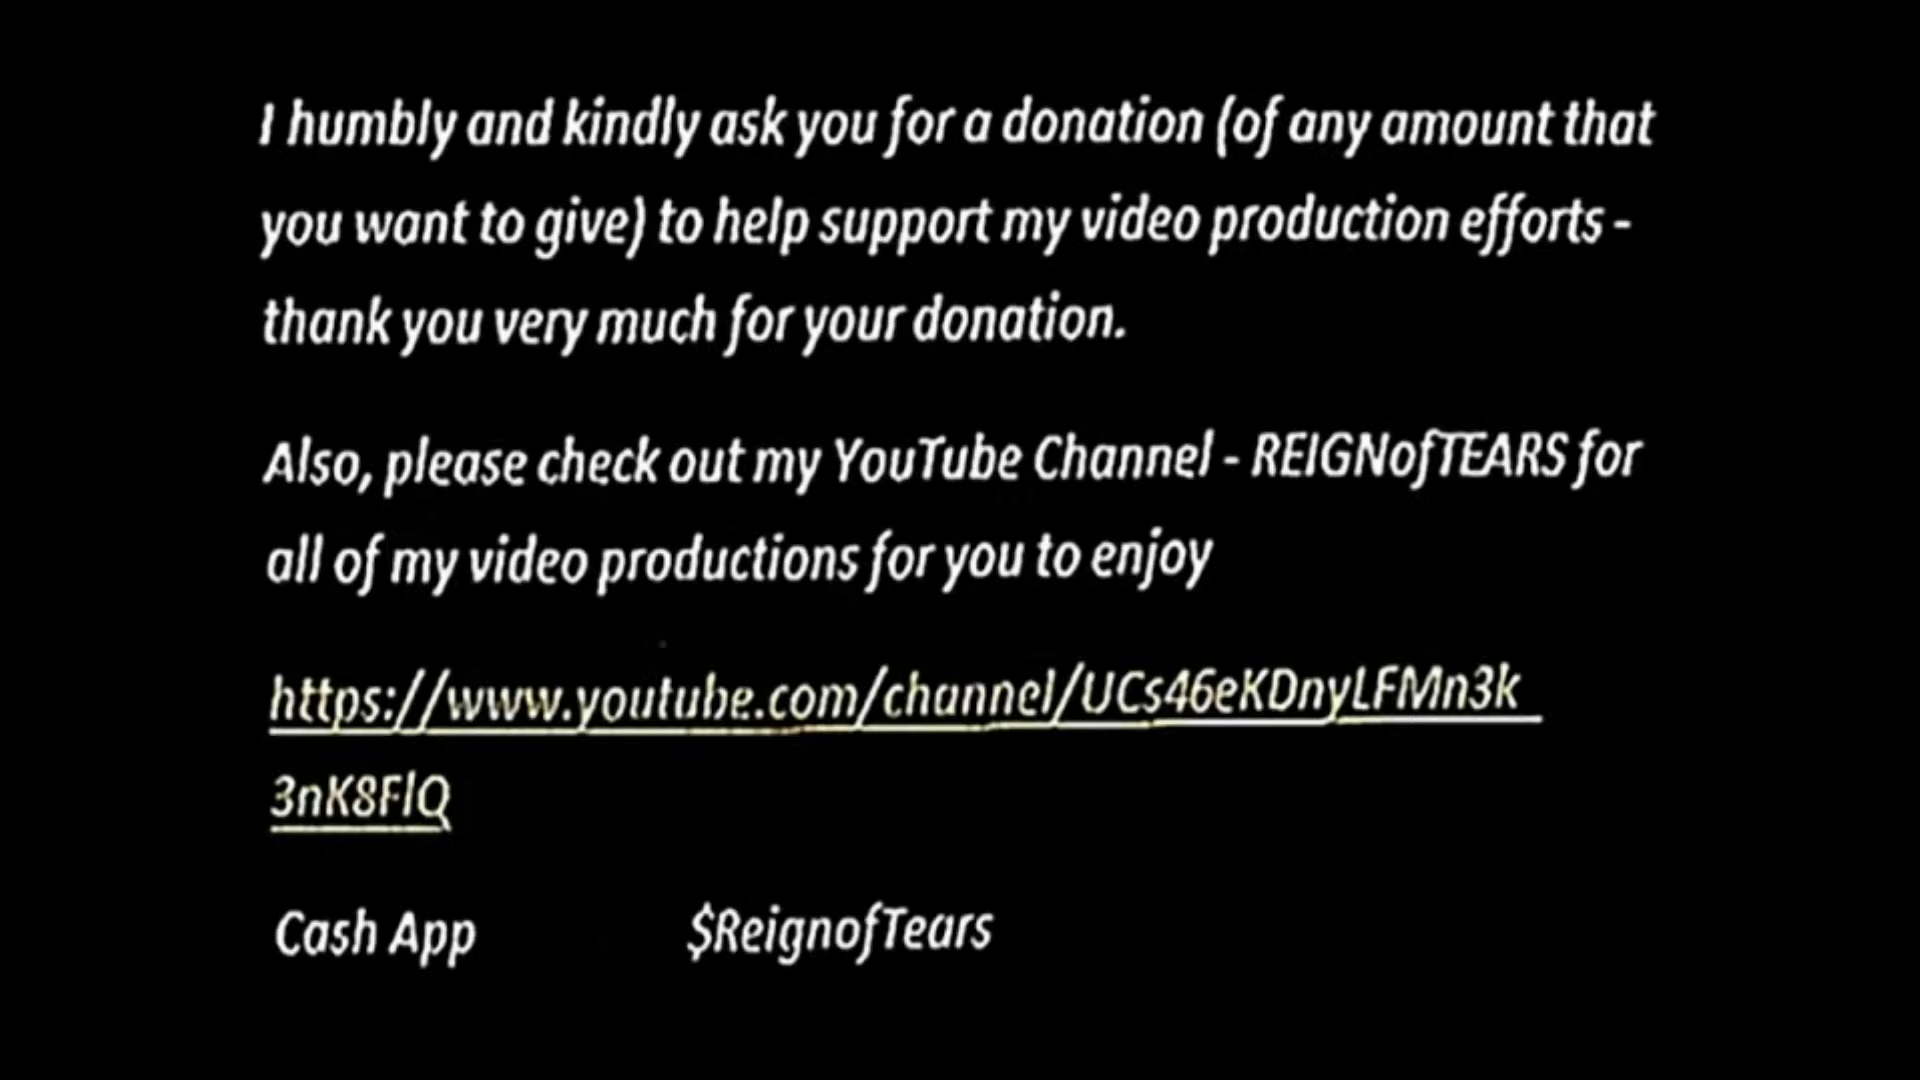 I humbly and kindly ask you for a donation (of any amount that
you want to give) to help support my video production efforts -
thank you very much for your donation.
Also, please check out my YouTube Channel - REIGNofTEARS for
all of my video productions for you to enjoy
https://www.youtube.com/channel/UCs46eKDnyLFMn3k_
3nK8FlQ
Cash App $ReignofTears